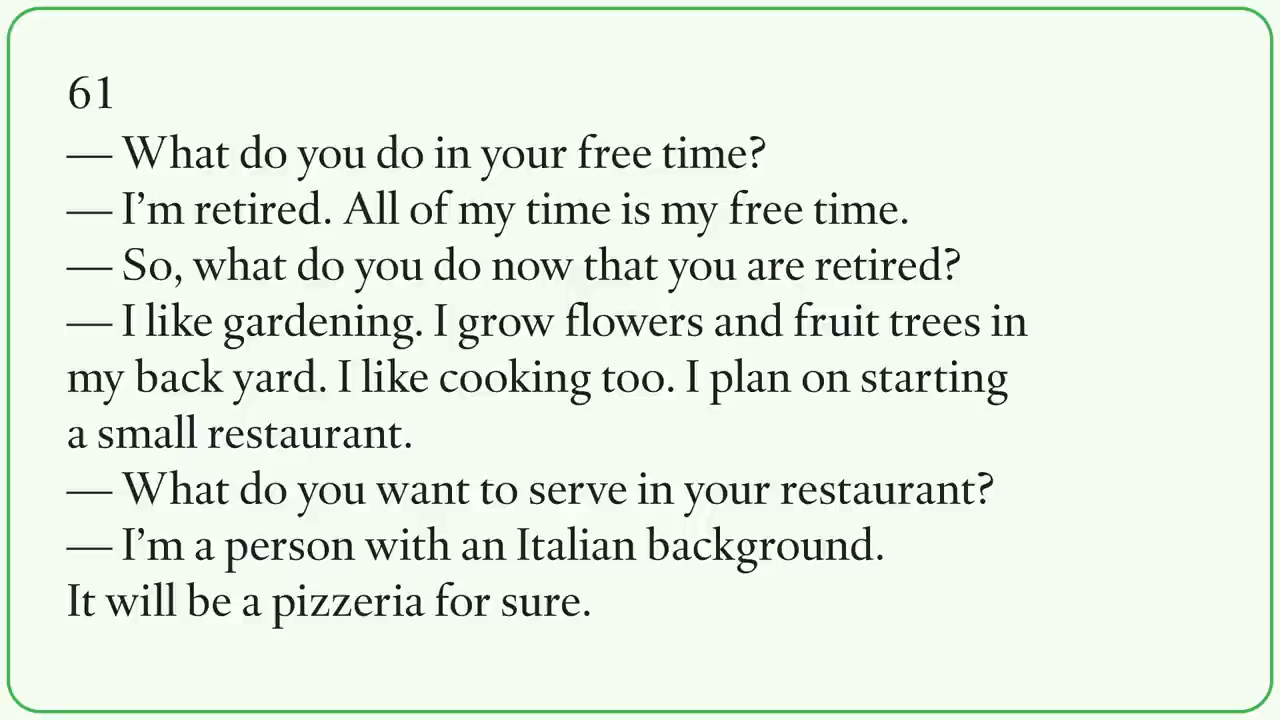 61
— What do you do in your free time?
— I’m retired. All of my time is my free time.
— So, what do you do now that you are retired?
— I like gardening. I grow flowers and fruit trees in
my back yard. I like cooking too. I plan on starting
a small restaurant.
— What do you want to serve in your restaurant?
— I’m a person with an Italian background.
It will be a pizzeria for sure.